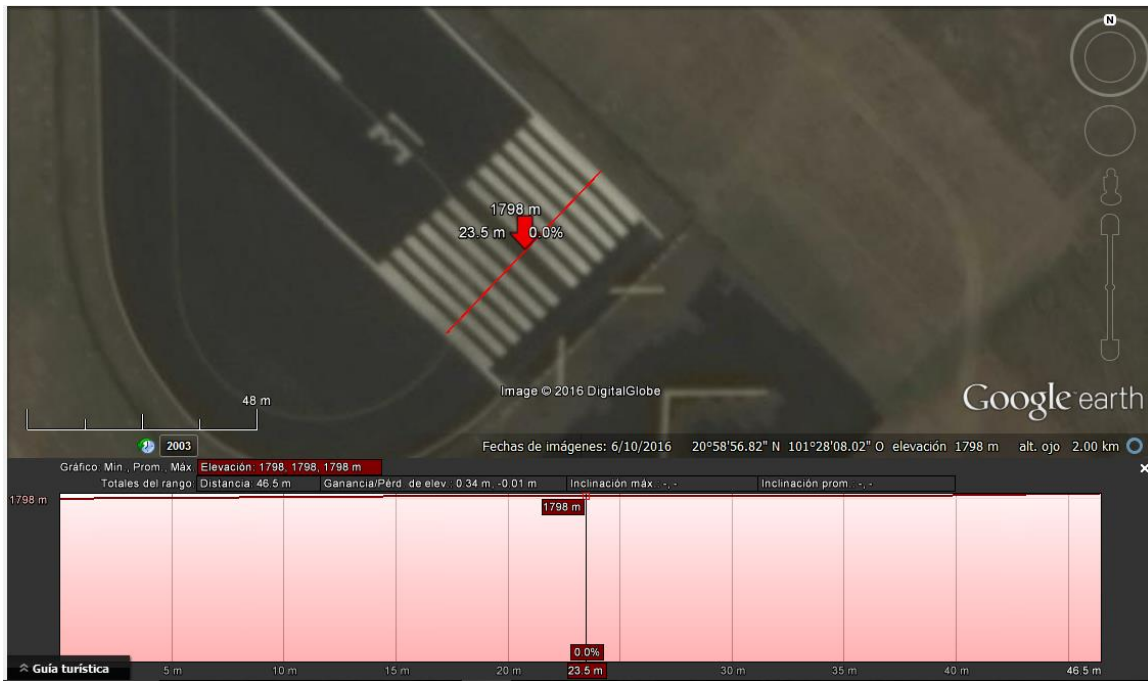 N
31
1798 m
23.5 m 0.0%
Image © 2016 DigitalGlobe
48 m
Google earth
2003
Fechas de imágenes: 6/10/2016 20°58'56.82" N 101°28'08.02" O elevación 1798 m alt. ojo 2.00 km
Gráfico: Min., Prom., Máx. Elevación: 1798, 1798, 1798 m
Totales del rango: Distancia: 46.5 m Ganancia/Pérd. de elev.: 0.34 m, -0.01 m Inclinación máx.: -, - Inclinación prom.: -, -
1798 m
1798 m
0.0%
Guía turística
5 m 10 m 15 m 20 m 23.5 m 30 m 35 m 40 m 46.5 m